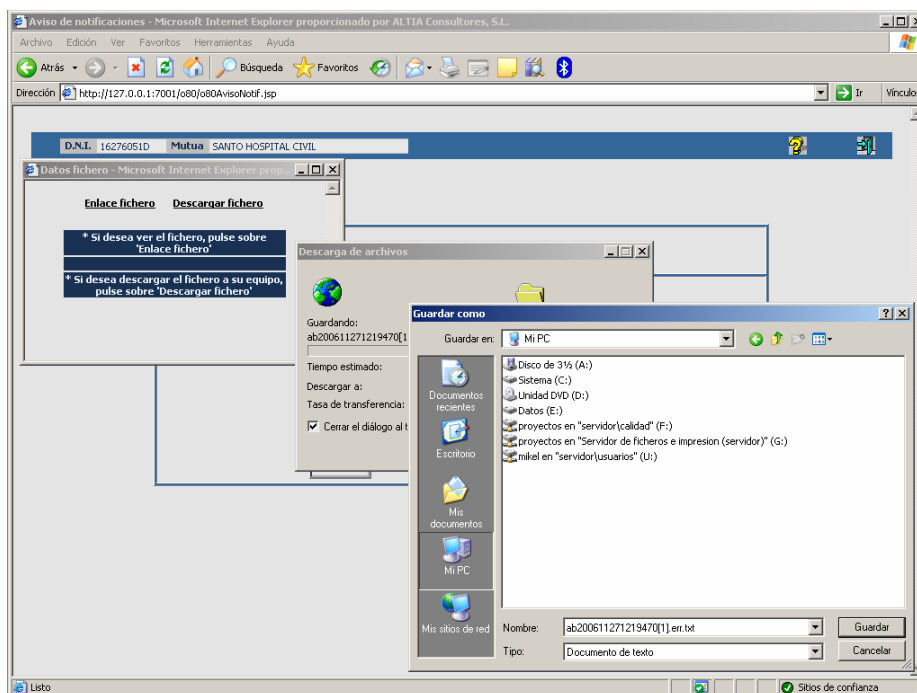 Aviso de notificaciones - Microsoft Internet Explorer proporcionado por ALTIA Consultores, S.L.
Archivo Edición Ver Favoritos Herramientas Ayuda
Atrás Búsqueda Favoritos
Dirección http://127.0.0.1:7001/o80/o80AvisoNotif.jsp Ir Vínculo
D.N.I. 16276051D Mutua SANTO HOSPITAL CIVIL
Datos fichero - Microsoft Internet Explorer prop...
Enlace fichero Descargar fichero
* Si desea ver el fichero, pulse sobre
'Enlace fichero'
* Si desea descargar el fichero a su equipo,
pulse sobre 'Descargar fichero'
Descarga de archivos
Guardando:
ab200611271219470[1
Tiempo estimado:
Descargar a:
Tasa de transferencia:
Cerrar el diálogo al t
Guardar como
Guardar en: Mi PC
Documentos
recientes
Escritorio
Mis
documentos
Mi PC
Mis sitios de red
Disco de 3½ (A:)
Sistema (C:)
Unidad DVD (D:)
Datos (E:)
proyectos en "servidor\calidad" (F:)
proyectos en "Servidor de ficheros e impresion (servidor)" (G:)
mikel en "servidor\usuarios" (U:)
Nombre: ab200611271219470[1].err.txt Guardar
Tipo: Documento de texto Cancelar
Listo Sitios de confianza